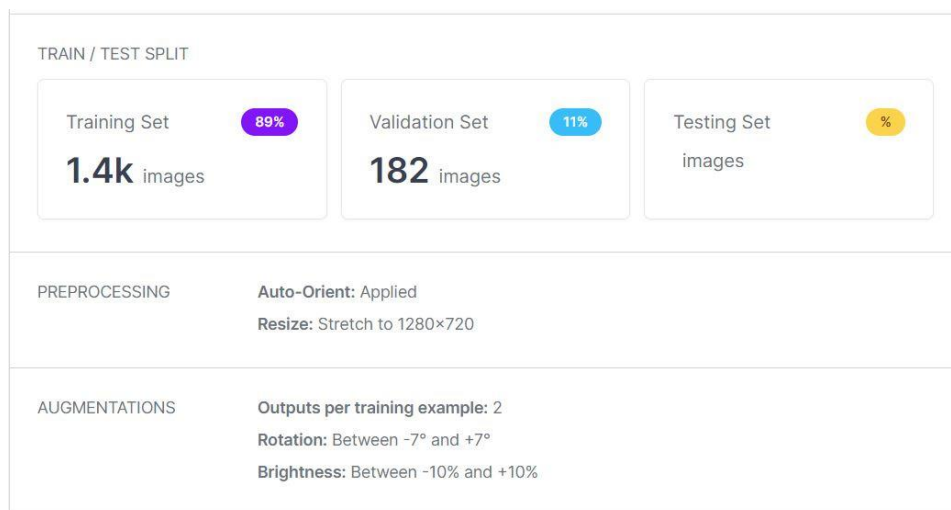 TRAIN / TEST SPLIT
Training Set 89%
1.4k images
Validation Set 11%
182 images
Testing Set %
images
PREPROCESSING
Auto-Orient: Applied
Resize: Stretch to 1280×720
AUGMENTATIONS
Outputs per training example: 2
Rotation: Between -7° and +7°
Brightness: Between -10% and +10%